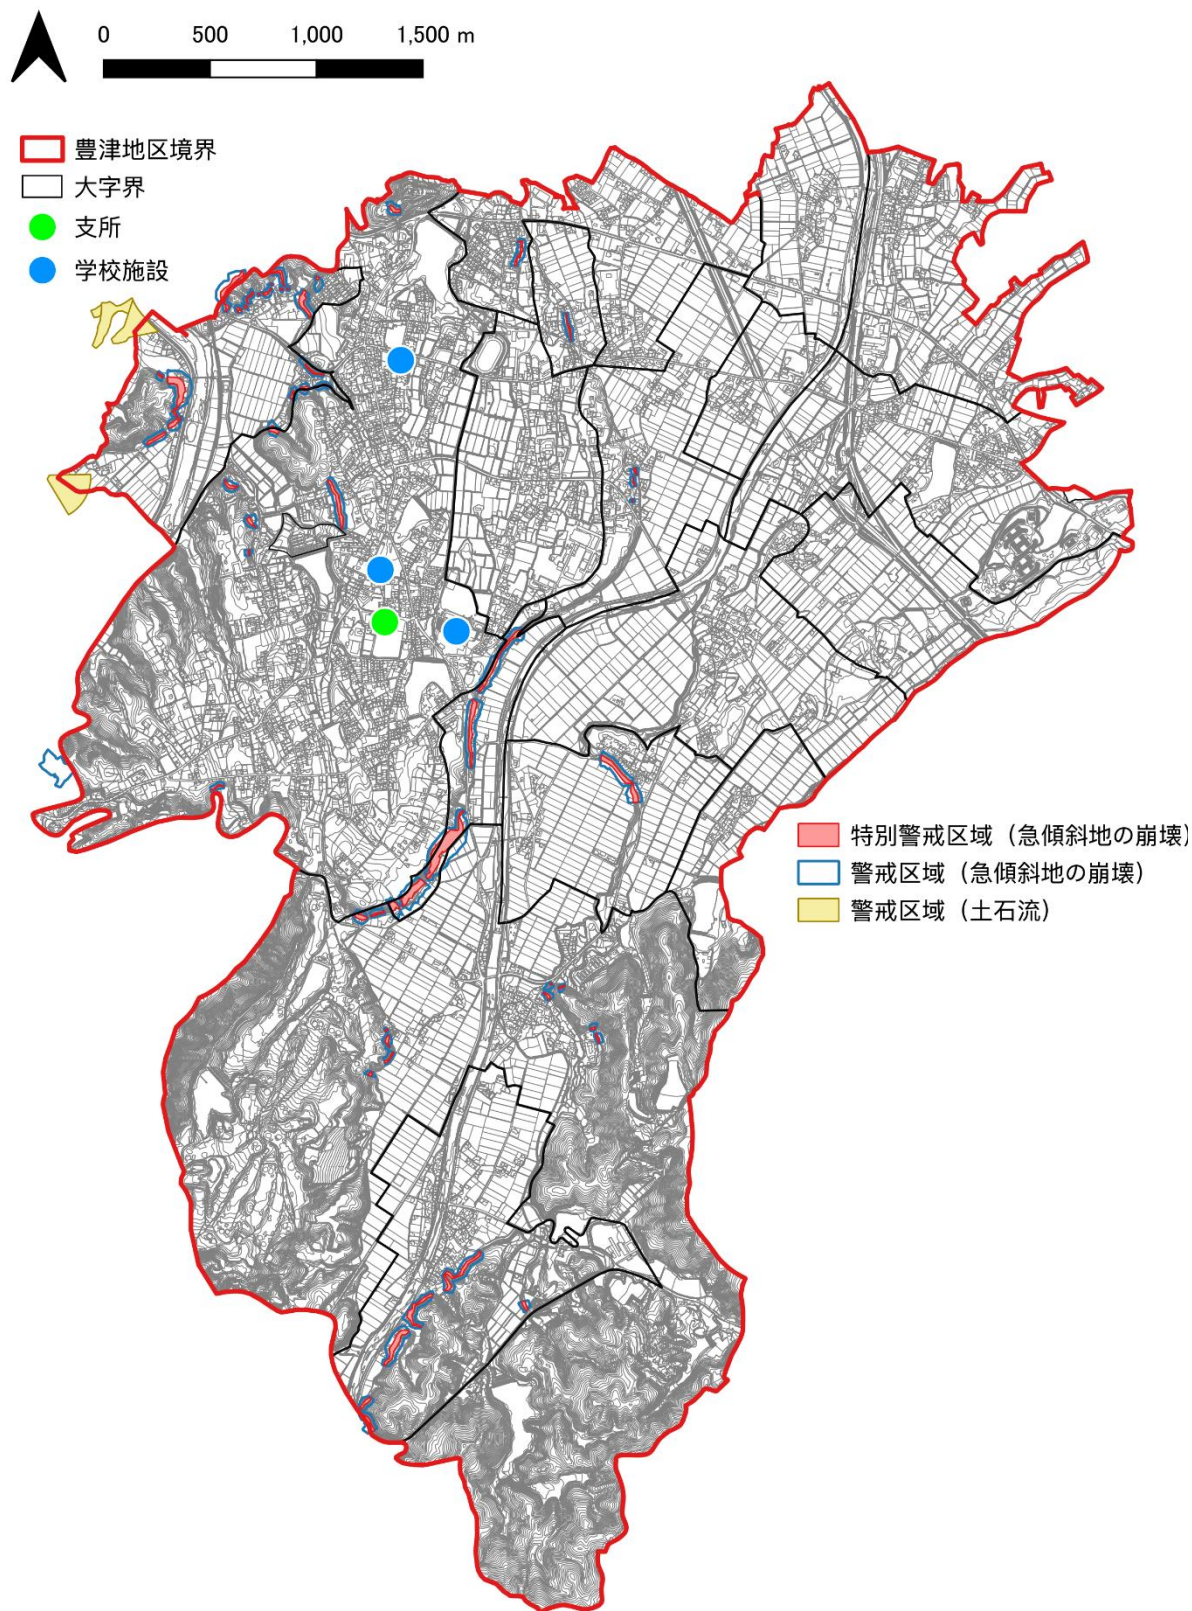 0 500 1,000 1,500 m
豊津地区境界
大字界
支所
学校施設
特別警戒区域（急傾斜地の崩壊）
警戒区域（急傾斜地の崩壊）
警戒区域（土石流）